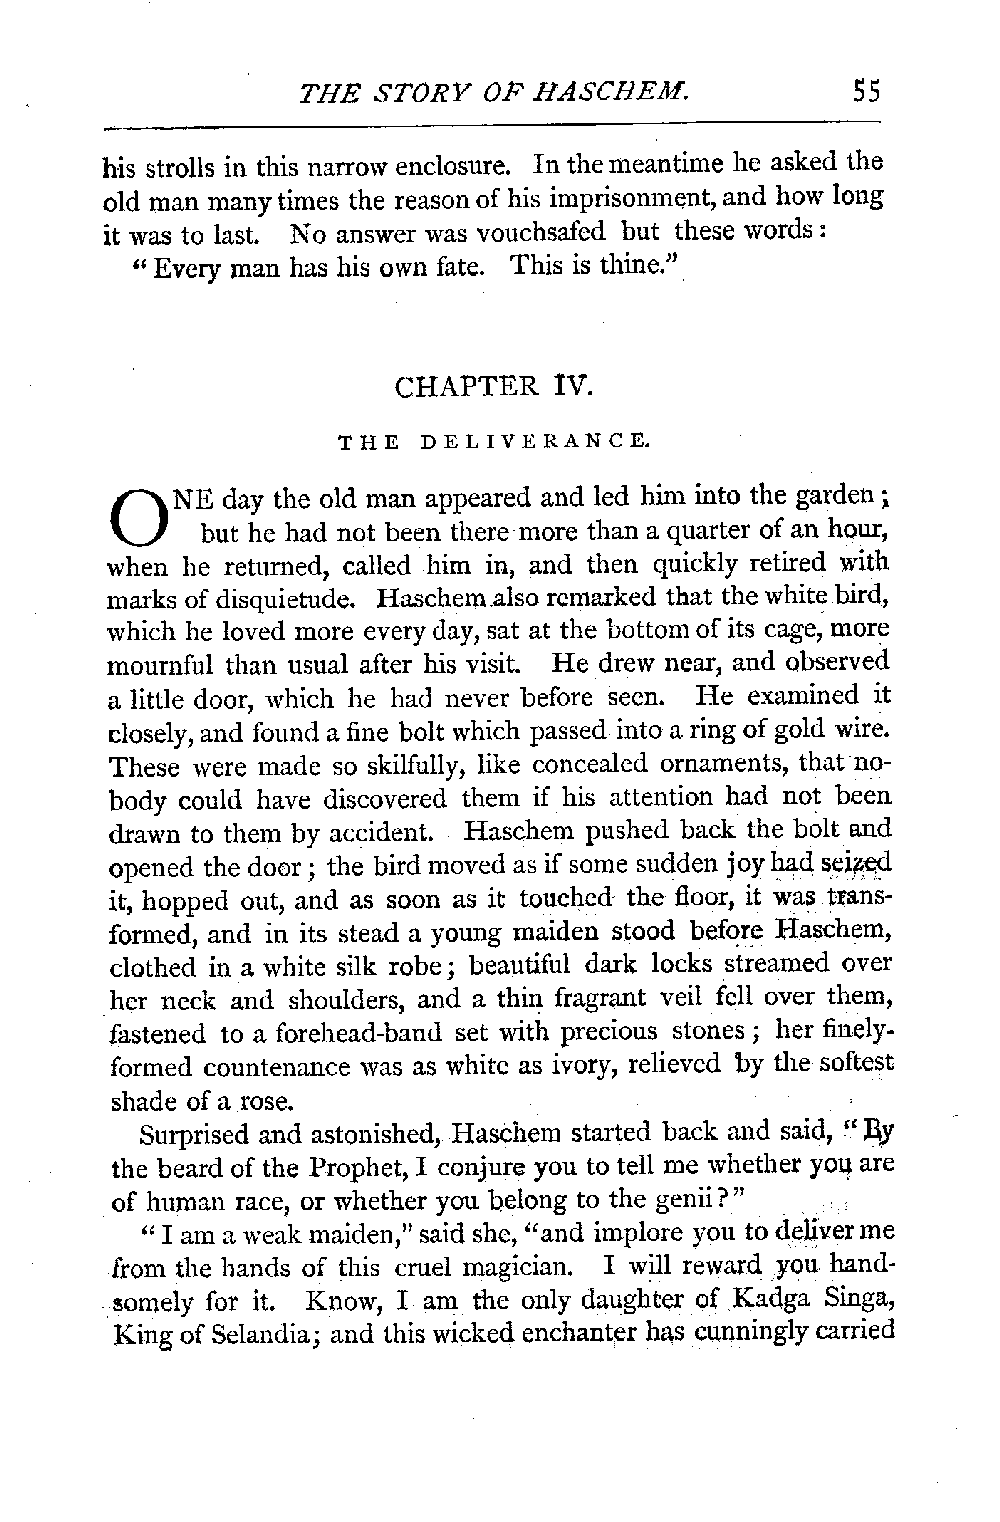 THE STORY OF HASCHEM. 55
his strolls in this narrow enclosure. In the meantime he asked the
old man many times the reason of his imprisonment, and how long
it was to last. No answer was vouchsafed but these words:
“Every man has his own fate. This is thine.”
CHAPTER IV.
THE DELIVERANCE.
ONE day the old man appeared and led him into the garden;
but he had not been there more than a quarter of an hour,
when he returned, called him in, and then quickly retired with
marks of disquietude. Haschem also remarked that the white bird,
which he loved more every day, sat at the bottom of its cage, more
mournful than usual after his visit. He drew near, and observed
a little door, which he had never before seen. He examined it
closely, and found a fine bolt which passed into a ring of gold wire.
These were made so skilfully, like concealed ornaments, that no-
body could have discovered them if his attention had not been
drawn to them by accident. Haschem pushed back the bolt and
opened the door; the bird moved as if some sudden joy had seized
it, hopped out, and as soon as it touched the floor, it was trans-
formed, and in its stead a young maiden stood before Haschem,
clothed in a white silk robe; beautiful dark locks streamed over
her neck and shoulders, and a thin fragrant veil fell over them,
fastened to a forehead-band set with precious stones; her finely-
formed countenance was as white as ivory, relieved by the softest
shade of a rose.
Surprised and astonished, Haschem started back and said, “By
the beard of the Prophet, I conjure you to tell me whether you are
of human race, or whether you belong to the genii?”
“I am a weak maiden,” said she, “and implore you to deliver me
from the hands of this cruel magician. I will reward you hand-
somely for it. Know, I am the only daughter of Kadga Singa,
King of Selandia; and this wicked enchanter has cunningly carried